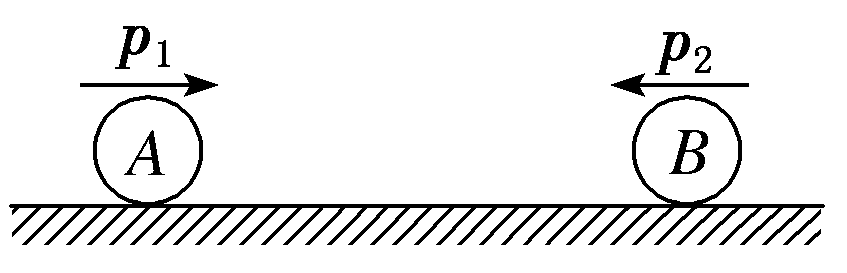 p₁ p₂
A B